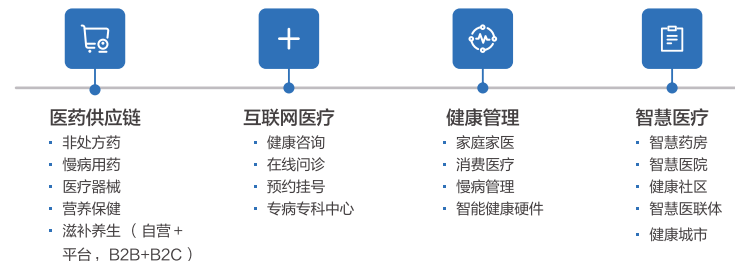 医药供应链
非处方药
慢病用药
医疗器械
营养保健
滋补养生（自营+
平台，B2B+B2C）
互联网医疗
健康咨询
在线问诊
预约挂号
专病专科中心
健康管理
家庭家医
消费医疗
慢病管理
智能健康硬件
智慧医疗
智慧药房
智慧医院
健康社区
智慧医联体
健康城市